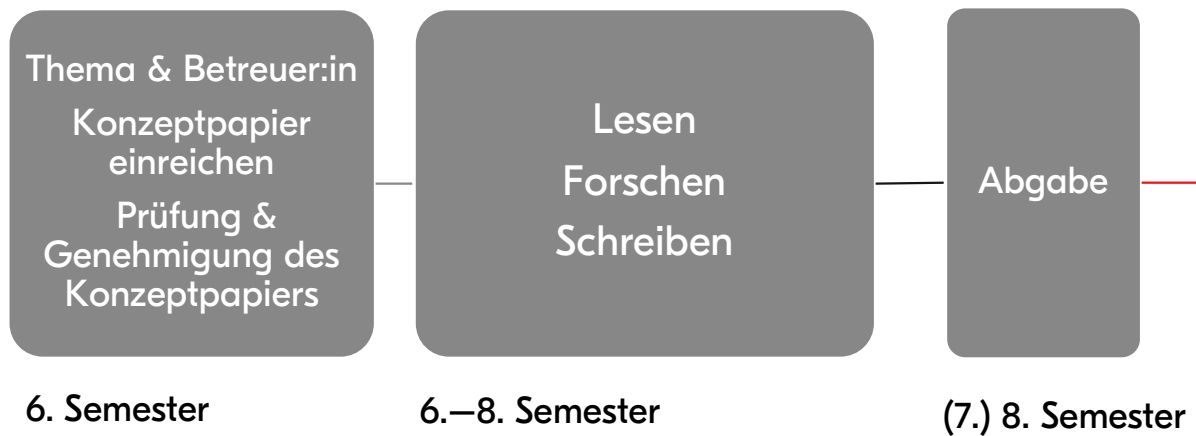 Thema & Betreuer:in
Konzeptpapier
einreichen
Prüfung &
Genehmigung des
Konzeptpapiers
Lesen
Forschen
Schreiben
Abgabe
6. Semester
6.–8. Semester
(7.) 8. Semester